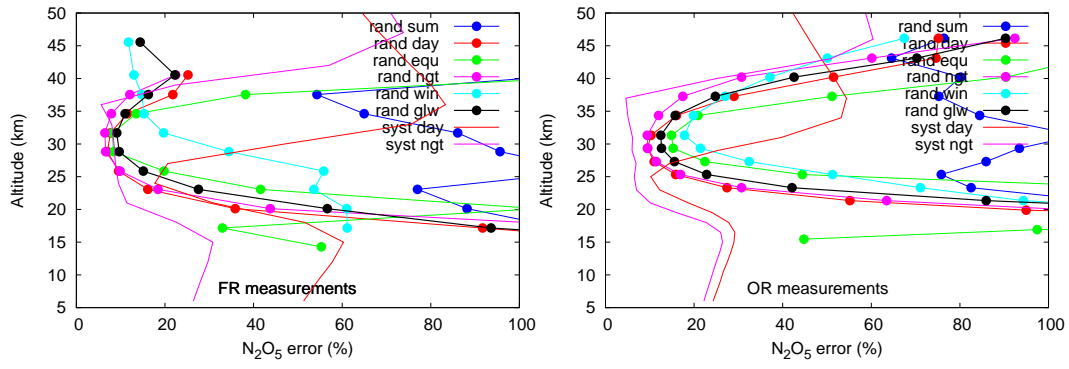 50
45
40
35
30
25
20
15
10
5
0
20
40
60
80
100
Altitude (km)
N2O5 error (%)
FR measurements
rand sum
rand day
rand equ
rand ngt
rand win
rand glw
syst day
syst ngt
50
45
40
35
30
25
20
15
10
5
0
20
40
60
80
100
Altitude (km)
N2O5 error (%)
OR measurements
rand sum
rand day
rand equ
rand ngt
rand win
rand glw
syst day
syst ngt